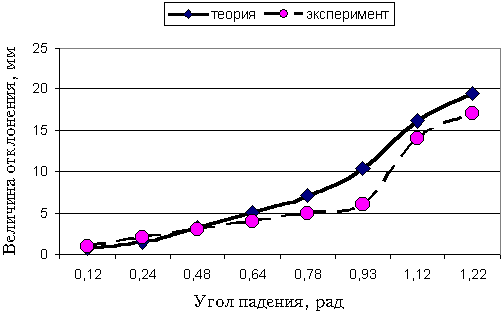 теория эксперимент
Величина отклонения, мм
25
20
15
10
5
0
0,12 0,24 0,48 0,64 0,78 0,93 1,12 1,22
Угол падения, рад